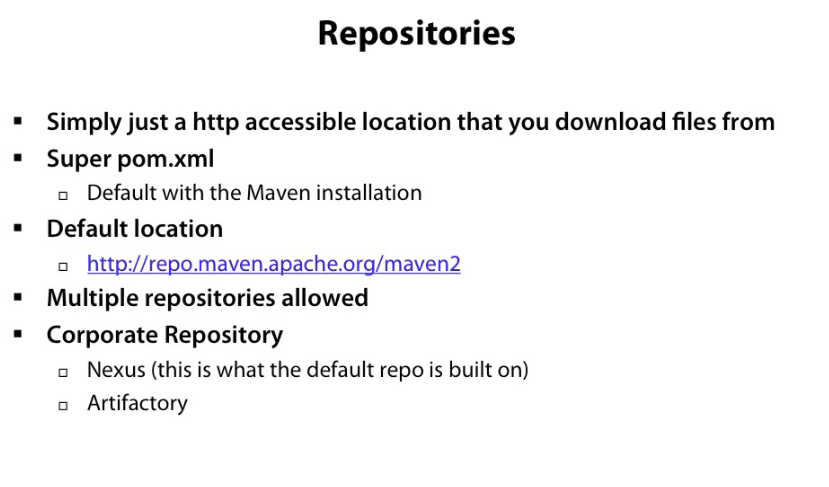 Repositories
Simply just a http accessible location that you download files from
Super pom.xml
Default with the Maven installation
Default location
http://repo.maven.apache.org/maven2
Multiple repositories allowed
Corporate Repository
Nexus (this is what the default repo is built on)
Artifactory